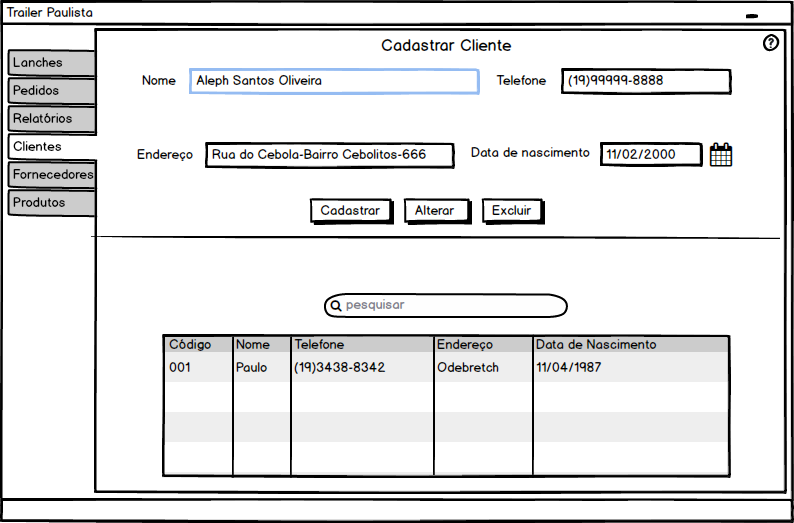 Trailer Paulista
Cadastrar Cliente
?
Lanches
Pedidos
Relatórios
Clientes
Fornecedores
Produtos
Nome Aleph Santos Oliveira Telefone (19)99999-8888
Endereço Rua do Cebola-Bairro Cebolitos-666 Data de nascimento 11/02/2000
Cadastrar Alterar Excluir
pesquisar
Código Nome Telefone Endereço Data de Nascimento
001 Paulo (19)3438-8342 Odebretch 11/04/1987